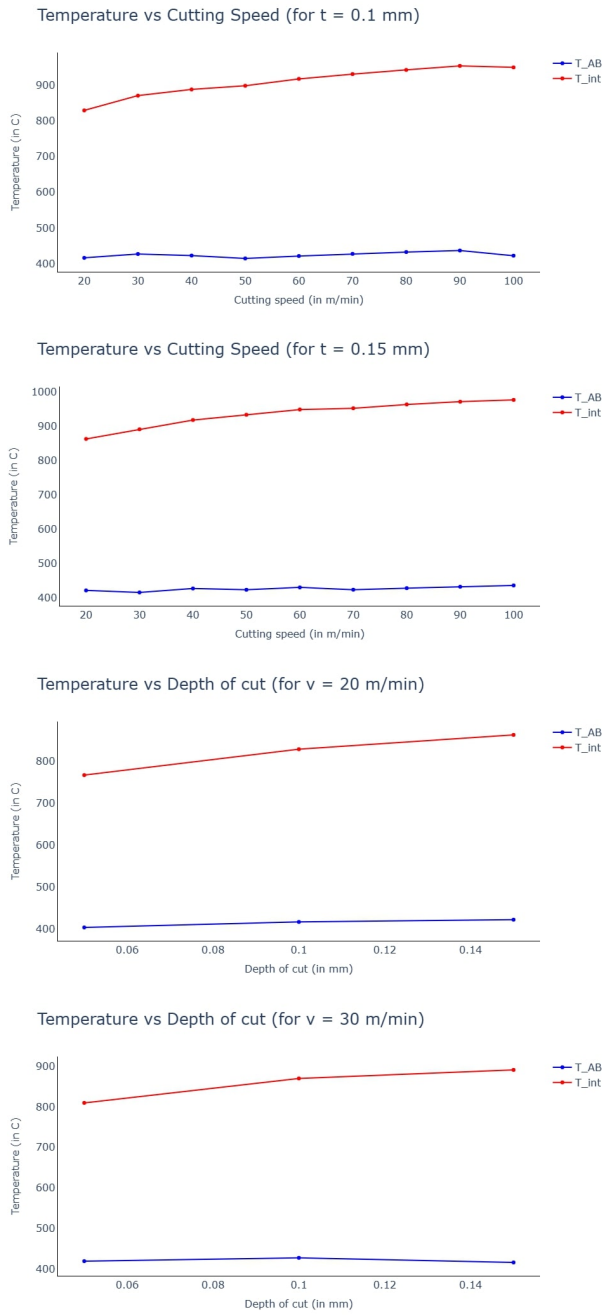 Temperature vs Cutting Speed (for t = 0.1 mm)
T_AB
T_int
Temperature (in C)
900
800
700
600
500
400
20 30 40 50 60 70 80 90 100
Cutting speed (in m/min)
Temperature vs Cutting Speed (for t = 0.15 mm)
T_AB
T_int
Temperature (in C)
1000
900
800
700
600
500
400
20 30 40 50 60 70 80 90 100
Cutting speed (in m/min)
Temperature vs Depth of cut (for v = 20 m/min)
T_AB
T_int
Temperature (in C)
800
700
600
500
400
0.06 0.08 0.1 0.12 0.14
Depth of cut (in mm)
Temperature vs Depth of cut (for v = 30 m/min)
T_AB
T_int
Temperature (in C)
900
800
700
600
500
400
0.06 0.08 0.1 0.12 0.14
Depth of cut (in mm)